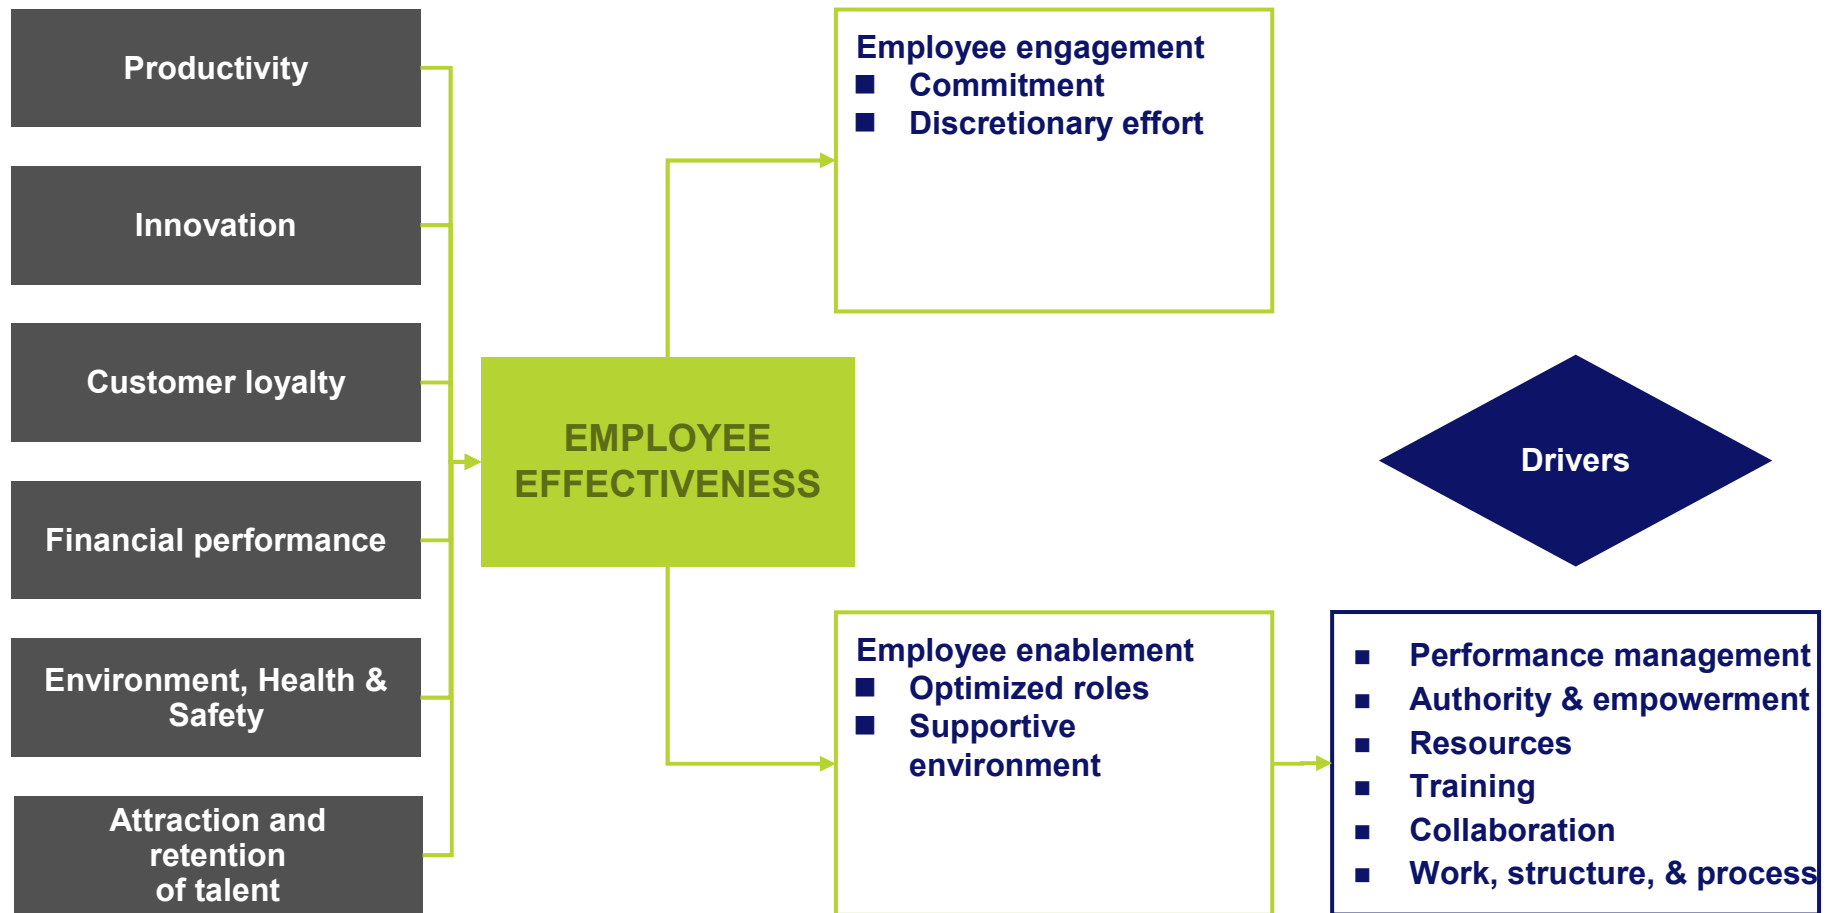 Productivity
Innovation
Customer loyalty
Financial performance
Environment, Health &
Safety
Attraction and
retention
of talent
EMPLOYEE
EFFECTIVENESS
Employee engagement
■ Commitment
■ Discretionary effort
Employee enablement
■ Optimized roles
■ Supportive
environment
Drivers
■ Performance management
■ Authority & empowerment
■ Resources
■ Training
■ Collaboration
■ Work, structure, & process